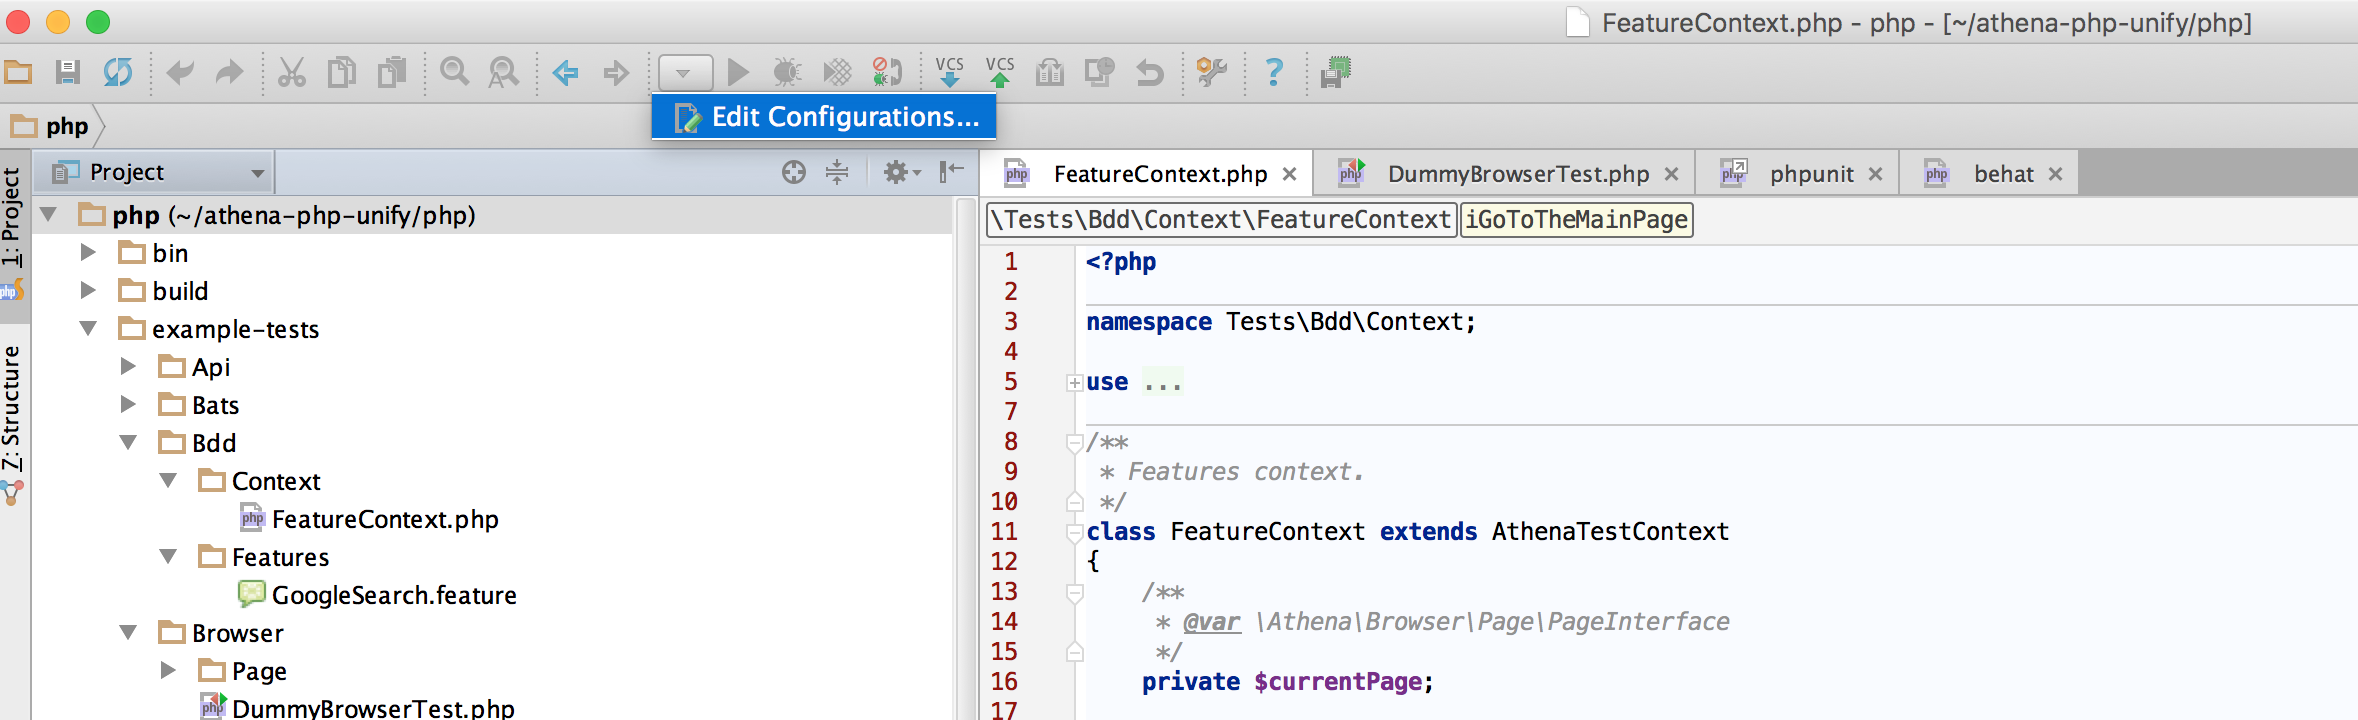 FeatureContext.php - php - [~/athena-php-unify/php]
VCS VCS ?
Edit Configurations...
php
Project
FeatureContext.php
DummyBrowserTest.php
phpunit
behat
1: Project
Z: Structure
php (~/athena-php-unify/php)
bin
build
example-tests
Api
Bats
Bdd
Context
FeatureContext.php
Features
GoogleSearch.feature
Browser
Page
DummyBrowserTest.php
\Tests\Bdd\Context\FeatureContext iGoToTheMainPage
1 <?php
2
3 namespace Tests\Bdd\Context;
4
5 use ...
7
8 /**
9 * Features context.
10 */
11 class FeatureContext extends AthenaTestContext
12 {
13 /**
14 * @var \Athena\Browser\Page\PageInterface
15 */
16 private $currentPage;
17